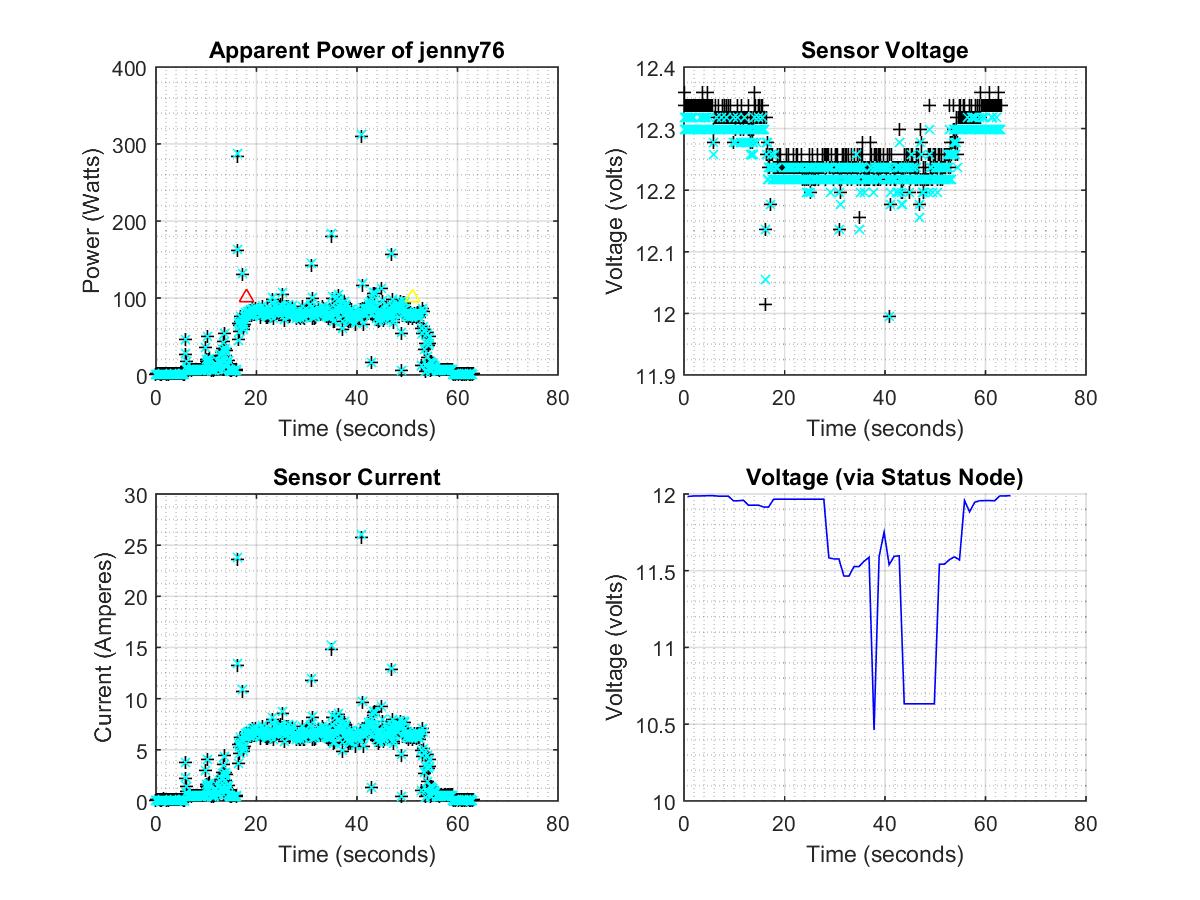 Apparent Power of jenny76
400
300
200
100
0
Power (Watts)
0 20 40 60 80
Time (seconds)
Sensor Voltage
12.4
12.3
12.2
12.1
12
11.9
Voltage (volts)
0 20 40 60 80
Time (seconds)
Sensor Current
30
25
20
15
10
5
0
Current (Amperes)
0 20 40 60 80
Time (seconds)
Voltage (via Status Node)
12
11.5
11
10.5
10
Voltage (volts)
0 20 40 60 80
Time (seconds)